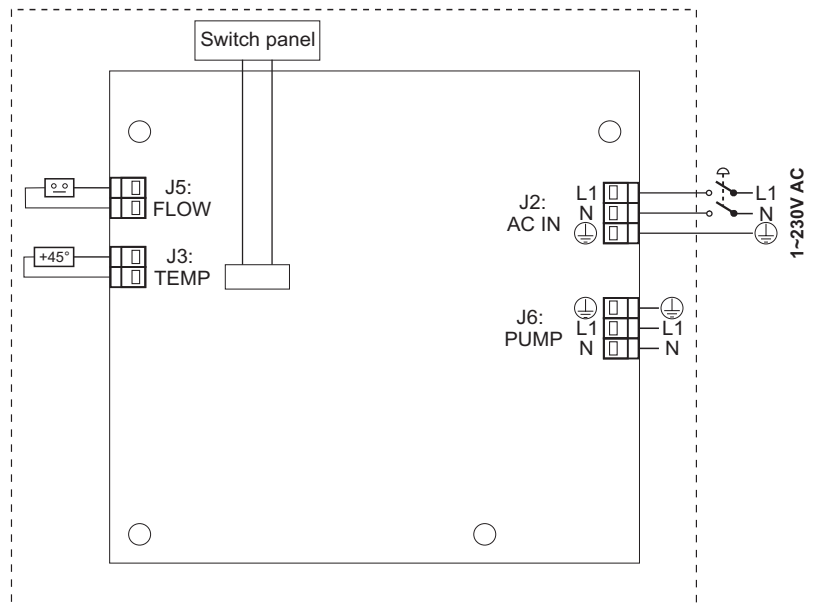 Switch panel
J5:
FLOW
+45°
J3:
TEMP
J2:
AC IN
L1
N
L1
N
1~230V AC
J6:
PUMP
L1
N
L1
N